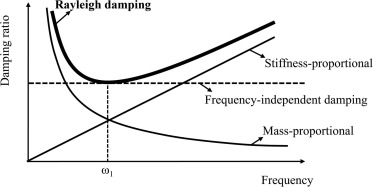 Rayleigh damping
Damping ratio
Stiffness-proportional
Frequency-independent damping
Mass-proportional
ω1
Frequency